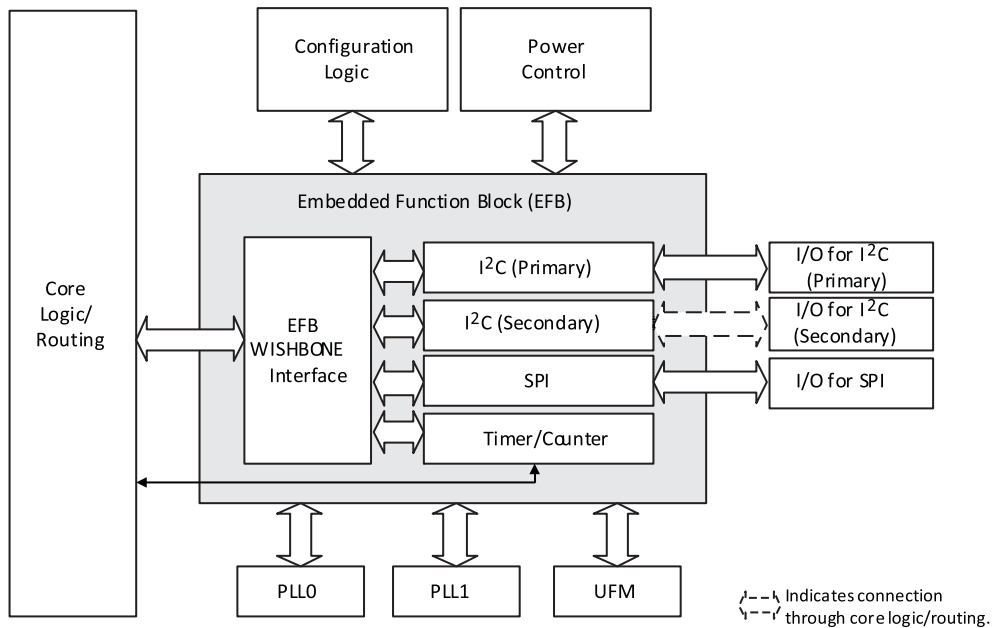 Configuration
Logic
Power
Control
Embedded Function Block (EFB)
Core
Logic/
Routing
EFB
WISHBONE
Interface
I²C (Primary)
I²C (Secondary)
SPI
Timer/Counter
I/O for I²C
(Primary)
I/O for I²C
(Secondary)
I/O for SPI
PLL0
PLL1
UFM
Indicates connection
through core logic/routing.